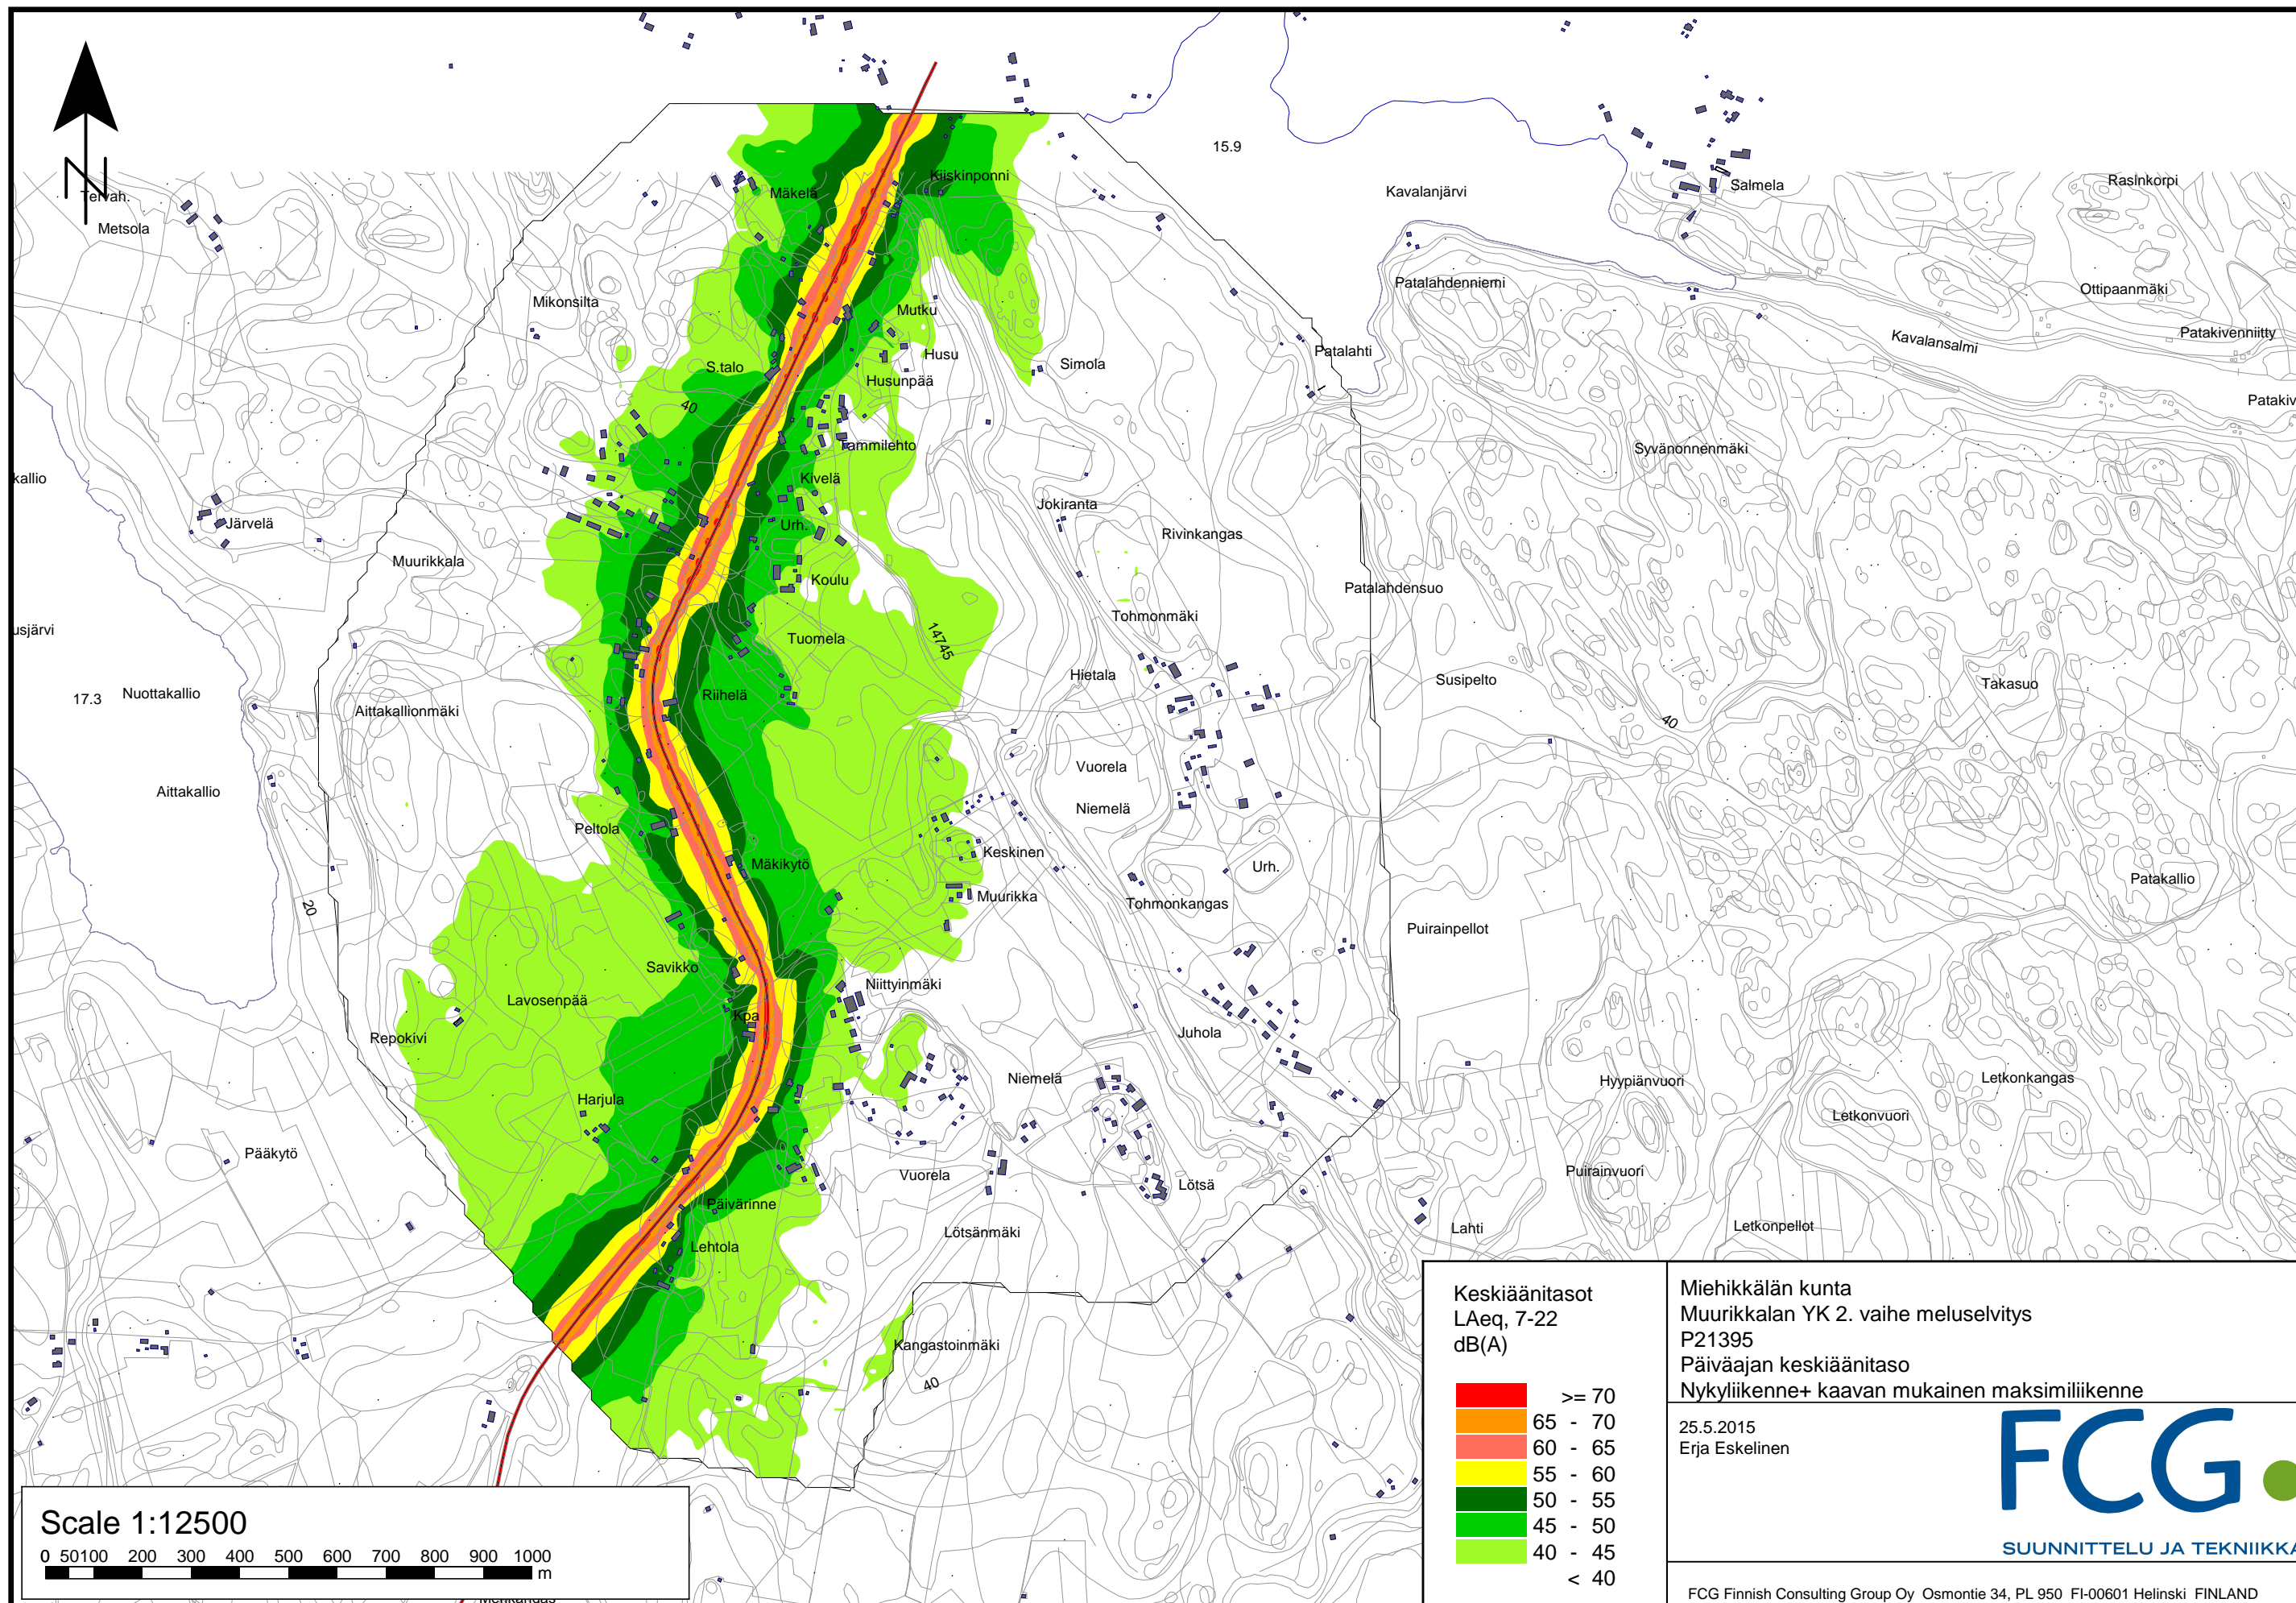 N
Tervah.
Metsola
15.9
Kiiskinponni
Mäkelä
Kavalanjärvi
Salmela
Rasinkorpi
Mikonsilta
Mutku
Patalahdenniemi
Ottipaanmäki
Husu
S.talo
Husunpää
Simola
Patalahti
Kavalansalmi
Patakivenniitty
40
Patakiv
Tammilehto
Syvänonnenmäki
kallio
Kivelä
Järvelä
Urh.
Jokiranta
Rivinkangas
Muurikkala
Koulu
Patalahdensuo
usjärvi
Tuomela
14745
Tohmonmäki
17.3
Nuottakallio
Riihelä
Hietala
Susipelto
Takasuo
Aittakallionmäki
40
Vuorela
Aittakallio
Niemelä
Peltola
Mäkikytö
Keskinen
Urh.
Muurikka
Tohmonkangas
Patakallio
20
Puirainpellot
Savikko
Niittyinmäki
Lavosenpää
Kpa
Repokivi
Juhola
Niemelä
Hyypiänvuori
Letkonkangas
Harjula
Letkonvuori
Pääkytö
Vuorela
Lötsä
Puirainvuori
Päivärinne
Lötsänmäki
Lahti
Letkonpellot
Lehtola
Kangastoinmäki
40
Keskiäänitasot
LAeq, 7-22
dB(A)
>= 70
65 - 70
60 - 65
55 - 60
50 - 55
45 - 50
40 - 45
< 40
Miehikkälän kunta
Muurikkalan YK 2. vaihe meluselvitys
P21395
Päiväajan keskiäänitaso
Nykyliikenne+ kaavan mukainen maksimiliikenne
25.5.2015
Erja Eskelinen
FCG
SUUNNITTELU JA TEKNIIKKA
FCG Finnish Consulting Group Oy Osmontie 34, PL 950 FI-00601 Helinski FINLAND
Scale 1:12500
0 50100 200 300 400 500 600 700 800 900 1000
m